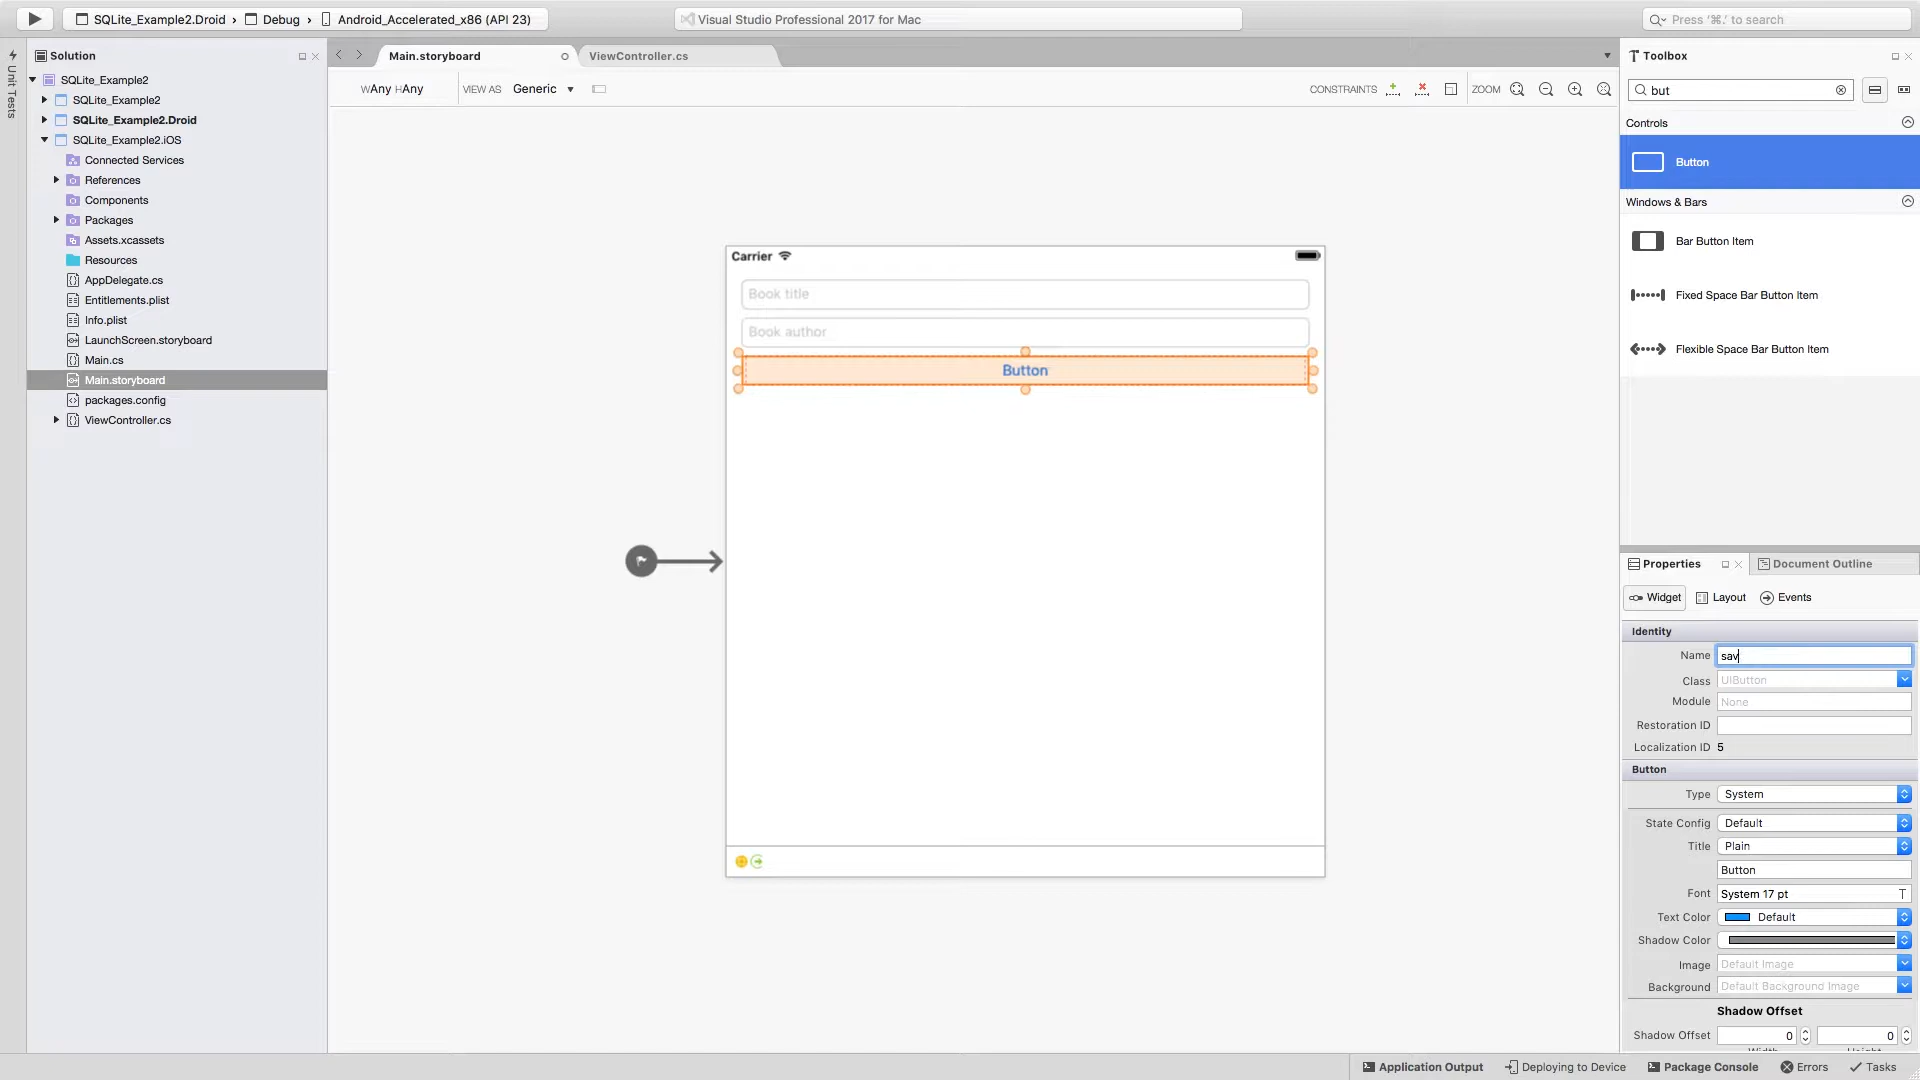 SQLite_Example2.Droid › Debug › Android_Accelerated_x86 (API 23)
Visual Studio Professional 2017 for Mac
Press ‘⌘.’ to search
Unit Tests
Solution
SQLite_Example2
SQLite_Example2
SQLite_Example2.Droid
SQLite_Example2.iOS
Connected Services
References
Components
Packages
Assets.xcassets
Resources
AppDelegate.cs
Entitlements.plist
Info.plist
LaunchScreen.storyboard
Main.cs
Main.storyboard
packages.config
ViewController.cs
Main.storyboard
ViewController.cs
wAny hAny
VIEW AS Generic
CONSTRAINTS
ZOOM
Carrier
Book title
Book author
Button
Toolbox
but
Controls
Button
Windows & Bars
Bar Button Item
Fixed Space Bar Button Item
Flexible Space Bar Button Item
Properties
Document Outline
Widget
Layout
Events
Identity
Name sav
Class UIButton
Module None
Restoration ID
Localization ID 5
Button
Type System
State Config Default
Title Plain
Button
Font System 17 pt T
Text Color Default
Shadow Color
Image Default Image
Background Default Background Image
Shadow Offset
Shadow Offset 0 0
Width Height
Application Output
Deploying to Device
Package Console
Errors
Tasks